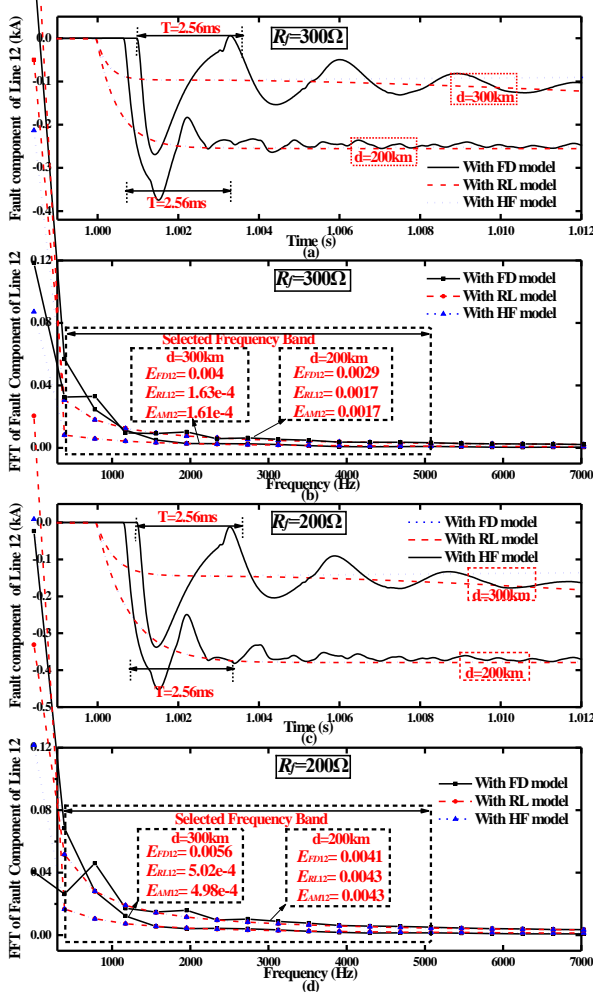 Fault component of Line 12 (kA)
0.0
-0.1
-0.2
-0.3
-0.4
T=2.56ms
Rf=300Ω
d=300km
d=200km
T=2.56ms
With FD model
With RL model
With HF model
1.000 1.002 1.004 1.006 1.008 1.010 1.012
Time (s)
(a)
FFT of Fault Component of Line 12
0.12
0.08
0.04
0.00
Rf=300Ω
With FD model
With RL model
With HF model
Selected Frequency Band
d=300km
EFD12= 0.004
ERL12= 1.63e-4
EAM12=1.61e-4
d=200km
EFD12= 0.0029
ERL12= 0.0017
EAM12= 0.0017
1000 2000 3000 4000 5000 6000 7000
Frequency (Hz)
(b)
Fault component of Line 12 (kA)
0.0
-0.1
-0.2
-0.3
-0.4
-0.5
T=2.56ms
Rf=200Ω
With FD model
With RL model
With HF model
d=300km
d=200km
T=2.56ms
1.000 1.002 1.004 1.006 1.008 1.010 1.012
Time (s)
(c)
FFT of Fault Component of Line 12
0.12
0.08
0.04
0.00
Rf=200Ω
With FD model
With RL model
With HF model
Selected Frequency Band
d=300km
EFD12= 0.0056
ERL12= 5.02e-4
EAM12= 4.98e-4
d=200km
EFD12= 0.0041
ERL12= 0.0043
EAM12= 0.0043
1000 2000 3000 4000 5000 6000 7000
Frequency (Hz)
(d)